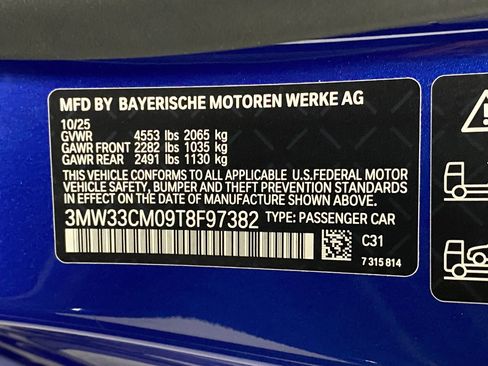 MFD BY BAYERISCHE MOTOREN WERKE AG
10/25
GVWR 4553 lbs 2065 kg
GAWR FRONT 2282 lbs 1035 kg
GAWR REAR 2491 lbs 1130 kg
THIS VEHICLE CONFORMS TO ALL APPLICABLE U.S.FEDERAL MOTOR
VEHICLE SAFETY, BUMPER AND THEFT PREVENTION STANDARDS
IN EFFECT ON THE DATE OF MANUFACTURE SHOWN ABOVE.
3MW33CM09T8F97382 TYPE: PASSENGER CAR
C31
7 315 814